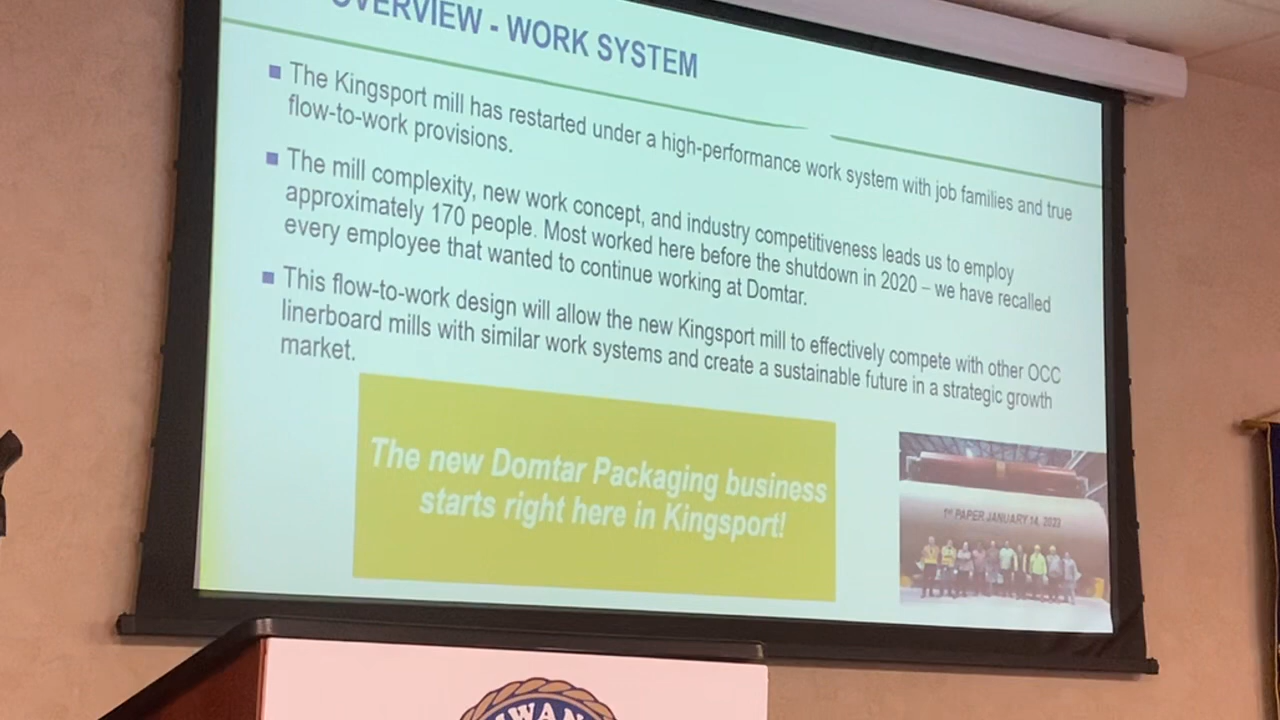 OVERVIEW - WORK SYSTEM
The Kingsport mill has restarted under a high-performance work system with job families and true
flow-to-work provisions.
The mill complexity, new work concept, and industry competitiveness leads us to employ
approximately 170 people. Most worked here before the shutdown in 2020 – we have recalled
every employee that wanted to continue working at Domtar.
This flow-to-work design will allow the new Kingsport mill to effectively compete with other OCC
linerboard mills with similar work systems and create a sustainable future in a strategic growth
market.
The new Domtar Packaging business
starts right here in Kingsport!
1st PAPER JANUARY 14, 2023